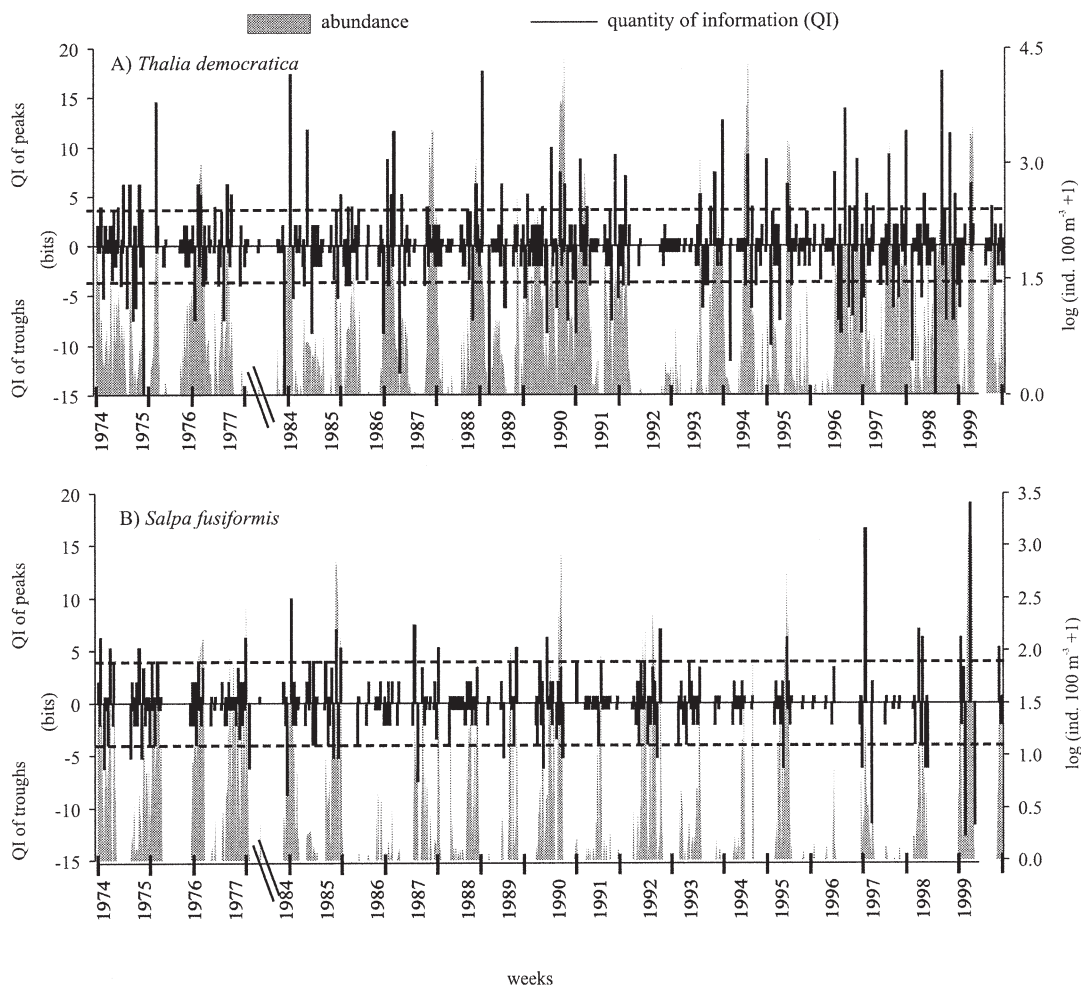 abundance
quantity of information (QI)
A) Thalia democratica
QI of peaks
(bits)
QI of troughs
20
15
10
5
0
-5
-10
-15
4.5
3.0
1.5
0.0
log (ind. 100 m⁻³ +1)
1974 1975 1976 1977 1984 1985 1986 1987 1988 1989 1990 1991 1992 1993 1994 1995 1996 1997 1998 1999
B) Salpa fusiformis
QI of peaks
(bits)
QI of troughs
20
15
10
5
0
-5
-10
-15
3.5
3.0
2.5
2.0
1.5
1.0
0.5
0.0
log (ind. 100 m⁻³ +1)
1974 1975 1976 1977 1984 1985 1986 1987 1988 1989 1990 1991 1992 1993 1994 1995 1996 1997 1998 1999
weeks